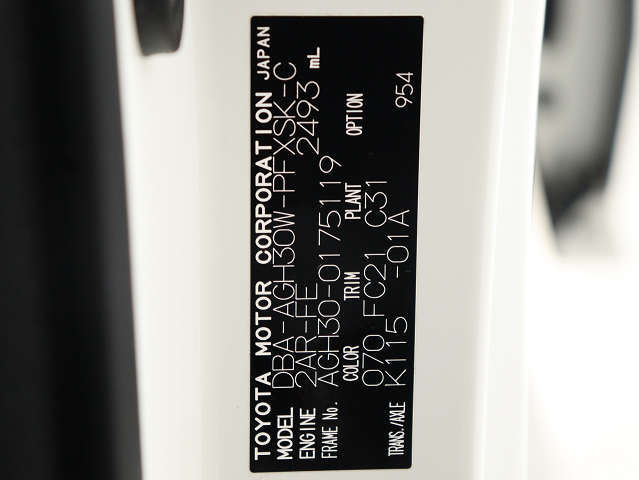 TOYOTA MOTOR CORPORATION JAPAN
MODEL DBA-AGH30W-PFXSK-C
ENGINE 2AR-FE 2493 mL
FRAME No. AGH30-0175119
COLOR TRIM PLANT OPTION
070 FC21 C31 954
TRANS./AXLE K115 -01A